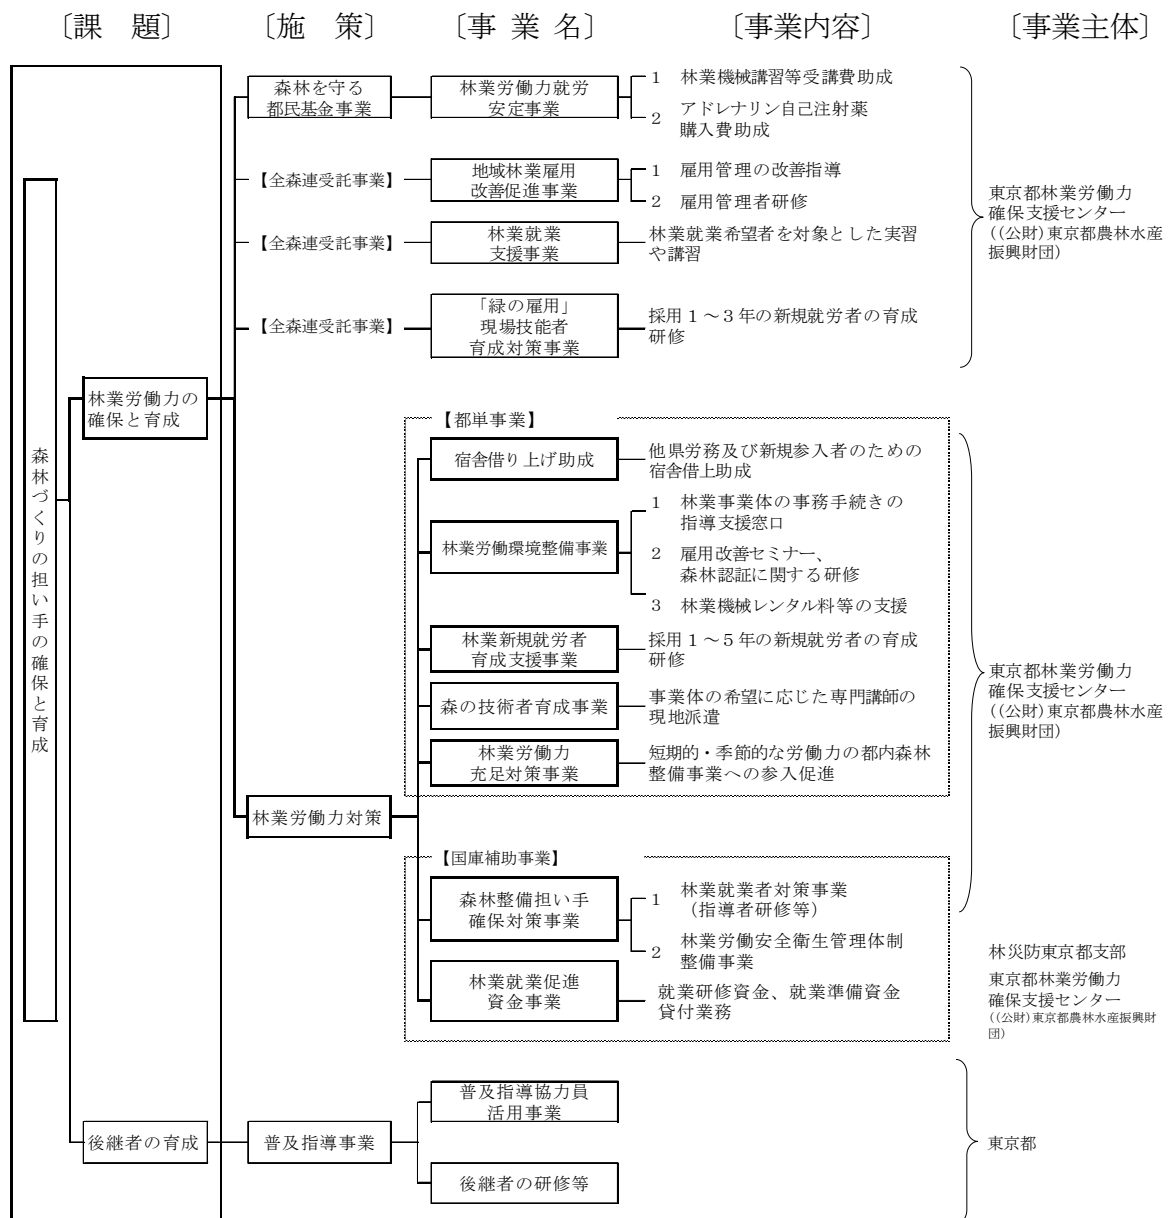 〔課　題〕
〔施　策〕
〔事 業 名〕
〔事業内容〕
〔事業主体〕
森林づくりの担い手の確保と育成
林業労働力の
確保と育成
森林を守る
都民基金事業
林業労働力就労
安定事業
1　林業機械講習等受講費助成
2　アドレナリン自己注射薬
購入費助成
【全森連受託事業】
地域林業雇用
改善促進事業
1　雇用管理の改善指導
2　雇用管理者研修
【全森連受託事業】
林業就業
支援事業
林業就業希望者を対象とした実習
や講習
【全森連受託事業】
「緑の雇用」
現場技能者
育成対策事業
採用１～３年の新規就労者の育成
研修
東京都林業労働力
確保支援センター
((公財)東京都農林水産
振興財団)
林業労働力対策
【都単事業】
宿舎借り上げ助成
他県労務及び新規参入者のための
宿舎借上助成
林業労働環境整備事業
1　林業事業体の事務手続きの
指導支援窓口
2　雇用改善セミナー、
森林認証に関する研修
3　林業機械レンタル料等の支援
林業新規就労者
育成支援事業
採用１～５年の新規就労者の育成
研修
森の技術者育成事業
事業体の希望に応じた専門講師の
現地派遣
林業労働力
充足対策事業
短期的・季節的な労働力の都内森林
整備事業への参入促進
東京都林業労働力
確保支援センター
((公財)東京都農林水産
振興財団)
【国庫補助事業】
森林整備担い手
確保対策事業
1　林業就業者対策事業
（指導者研修等）
2　林業労働安全衛生管理体制
整備事業
林災防東京都支部
林業就業促進
資金事業
就業研修資金、就業準備資金
貸付業務
東京都林業労働力
確保支援センター
((公財)東京都農林水産振興財
団)
後継者の育成
普及指導事業
普及指導協力員
活用事業
後継者の研修等
東京都